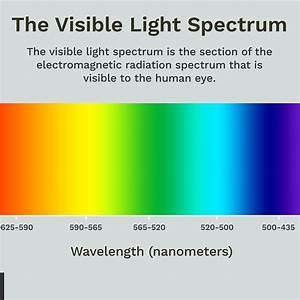 The Visible Light Spectrum
The visible light spectrum is the section of the
electromagnetic radiation spectrum that is
visible to the human eye.
625-590 590-565 565-520 520-500 500-435
Wavelength (nanometers)